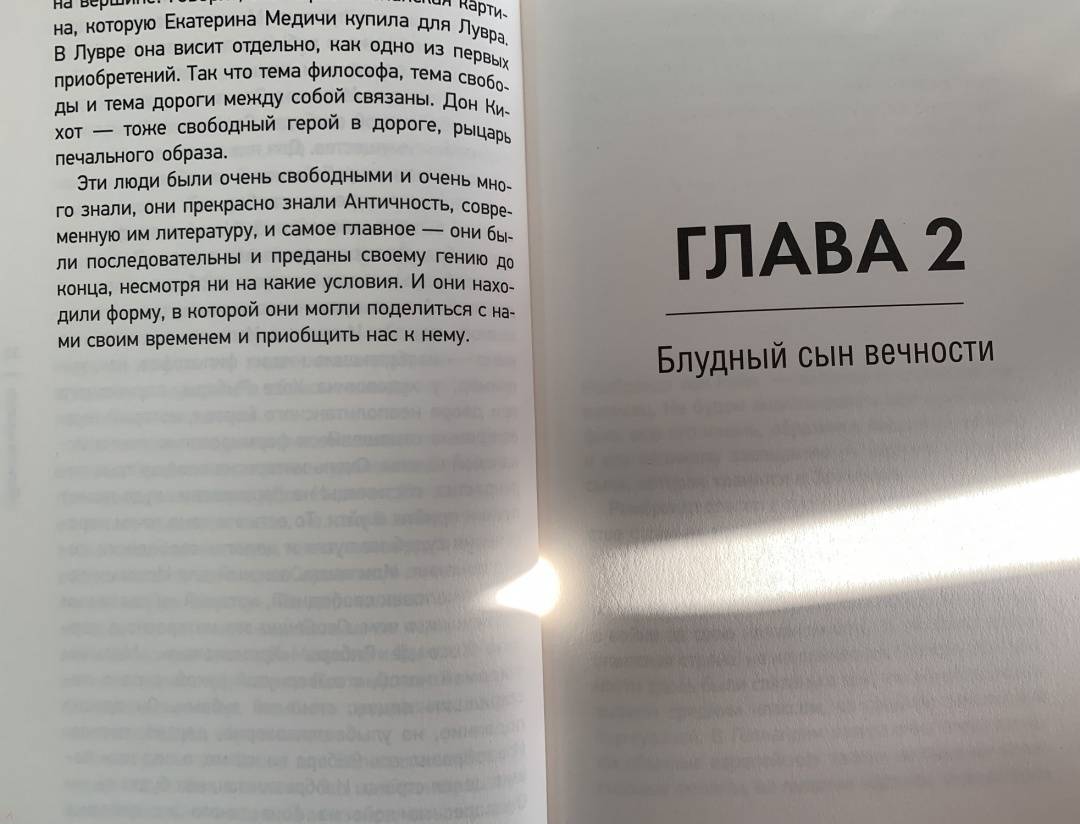 на вершине.
карти-
на, которую Екатерина Медичи купила для Лувра.
В Лувре она висит отдельно, как одно из первых
приобретений. Так что тема философа, тема свобо-
ды и тема дороги между собой связаны. Дон Ки-
хот — тоже свободный герой в дороге, рыцарь
печального образа.
Эти люди были очень свободными и очень мно-
го знали, они прекрасно знали Античность, совре-
менную им литературу, и самое главное — они бы-
ли последовательны и преданы своему гению до
конца, несмотря ни на какие условия. И они нахо-
дили форму, в которой они могли поделиться с на-
ми своим временем и приобщить нас к нему.
ГЛАВА 2
Блудный сын вечности